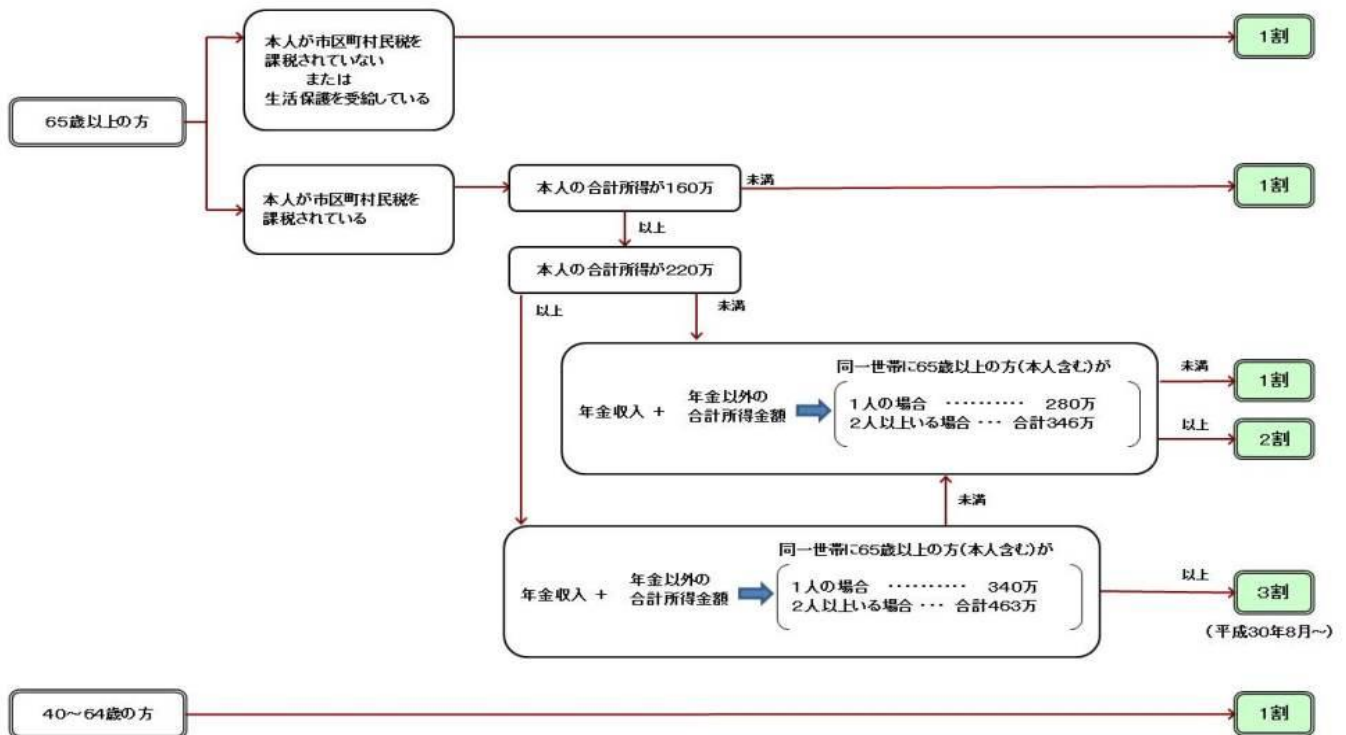 本人が市区町村民税を
課税されていない
または
生活保護を受給している
1割
65歳以上の方
本人が市区町村民税を
課税されている
本人の合計所得が160万
未満
1割
以上
本人の合計所得が220万
以上
未満
同一世帯に65歳以上の方(本人含む)が
年金収入 + 年金以外の
合計所得金額
1人の場合 ・・・・・・・・・・ 280万
2人以上いる場合 ・・・ 合計346万
未満
1割
以上
2割
未満
同一世帯に65歳以上の方(本人含む)が
年金収入 + 年金以外の
合計所得金額
1人の場合 ・・・・・・・・・・ 340万
2人以上いる場合 ・・・ 合計463万
以上
3割
(平成30年8月~)
40~64歳の方
1割